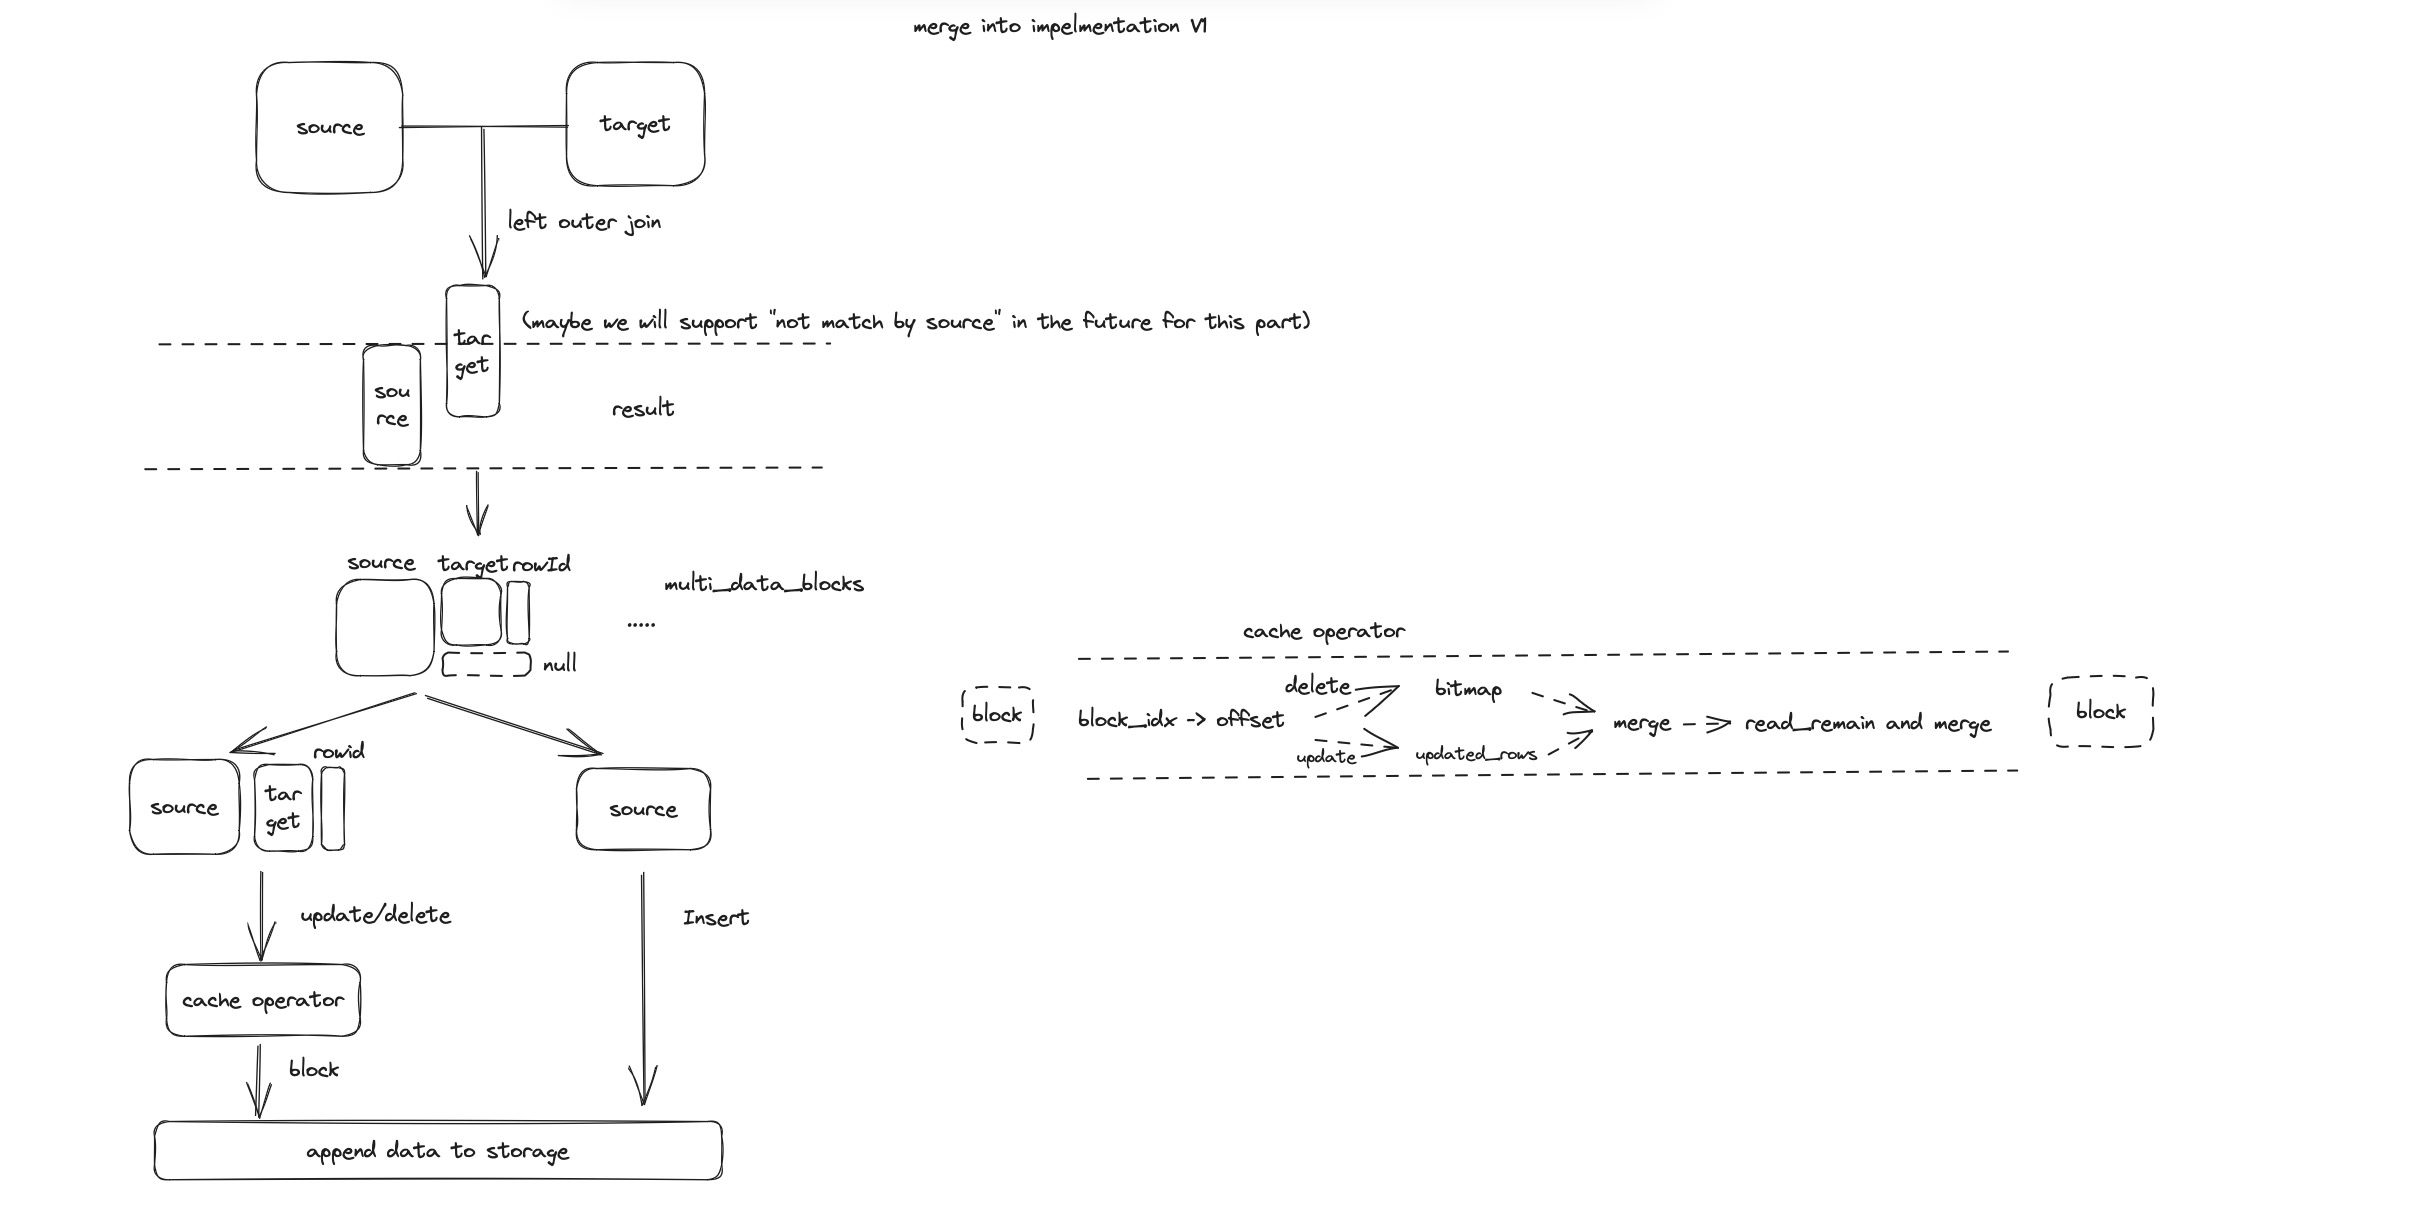 merge into impelmentation V1
source
target
left outer join
tar
get
(maybe we will support "not match by source" in the future for this part)
sou
rce
result
source
target
rowId
multi_data_blocks
.....
null
rowid
source
tar
get
source
update/delete
Insert
cache operator
block
append data to storage
cache operator
block
block_idx -> offset
delete
bitmap
update
updated_rows
merge
read_remain and merge
block